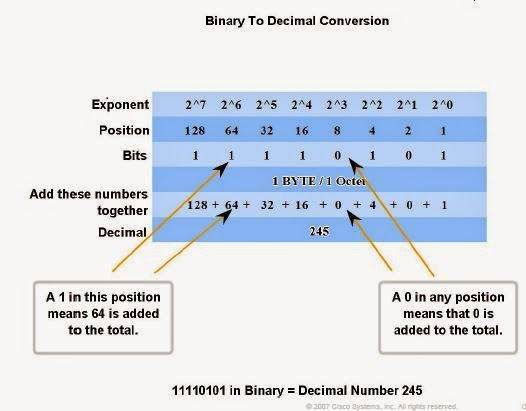 Binary To Decimal Conversion
Exponent 2^7 2^6 2^5 2^4 2^3 2^2 2^1 2^0
Position 128 64 32 16 8 4 2 1
Bits 1 1 1 1 0 1 0 1
1 BYTE / 1 Octet
Add these numbers together 128 + 64 + 32 + 16 + 0 + 4 + 0 + 1
Decimal 245
A 1 in this position
means 64 is added
to the total.
A 0 in any position
means that 0 is
added to the total.
11110101 in Binary = Decimal Number 245
© 2007 Cisco Systems, Inc. All rights reserved.